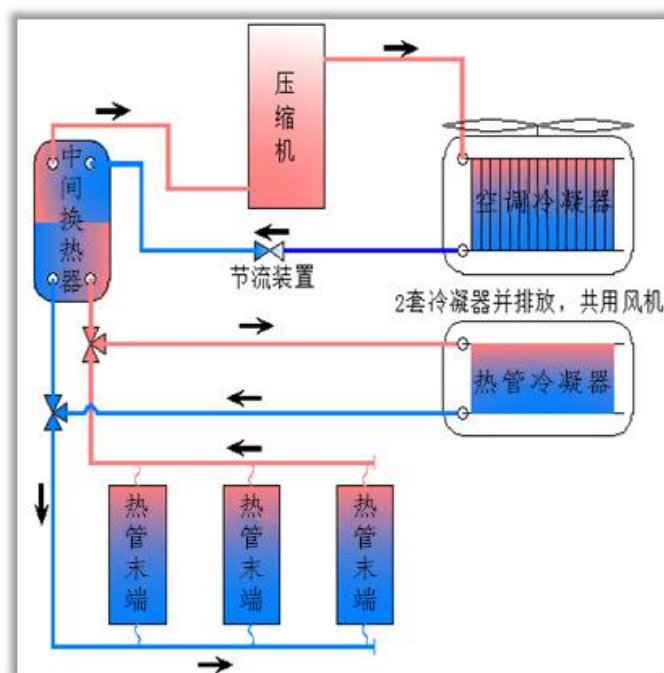 压缩机
中间换热器
空调冷凝器
节流装置
2套冷凝器并排放，共用风机
热管冷凝器
热管末端
热管末端
热管末端